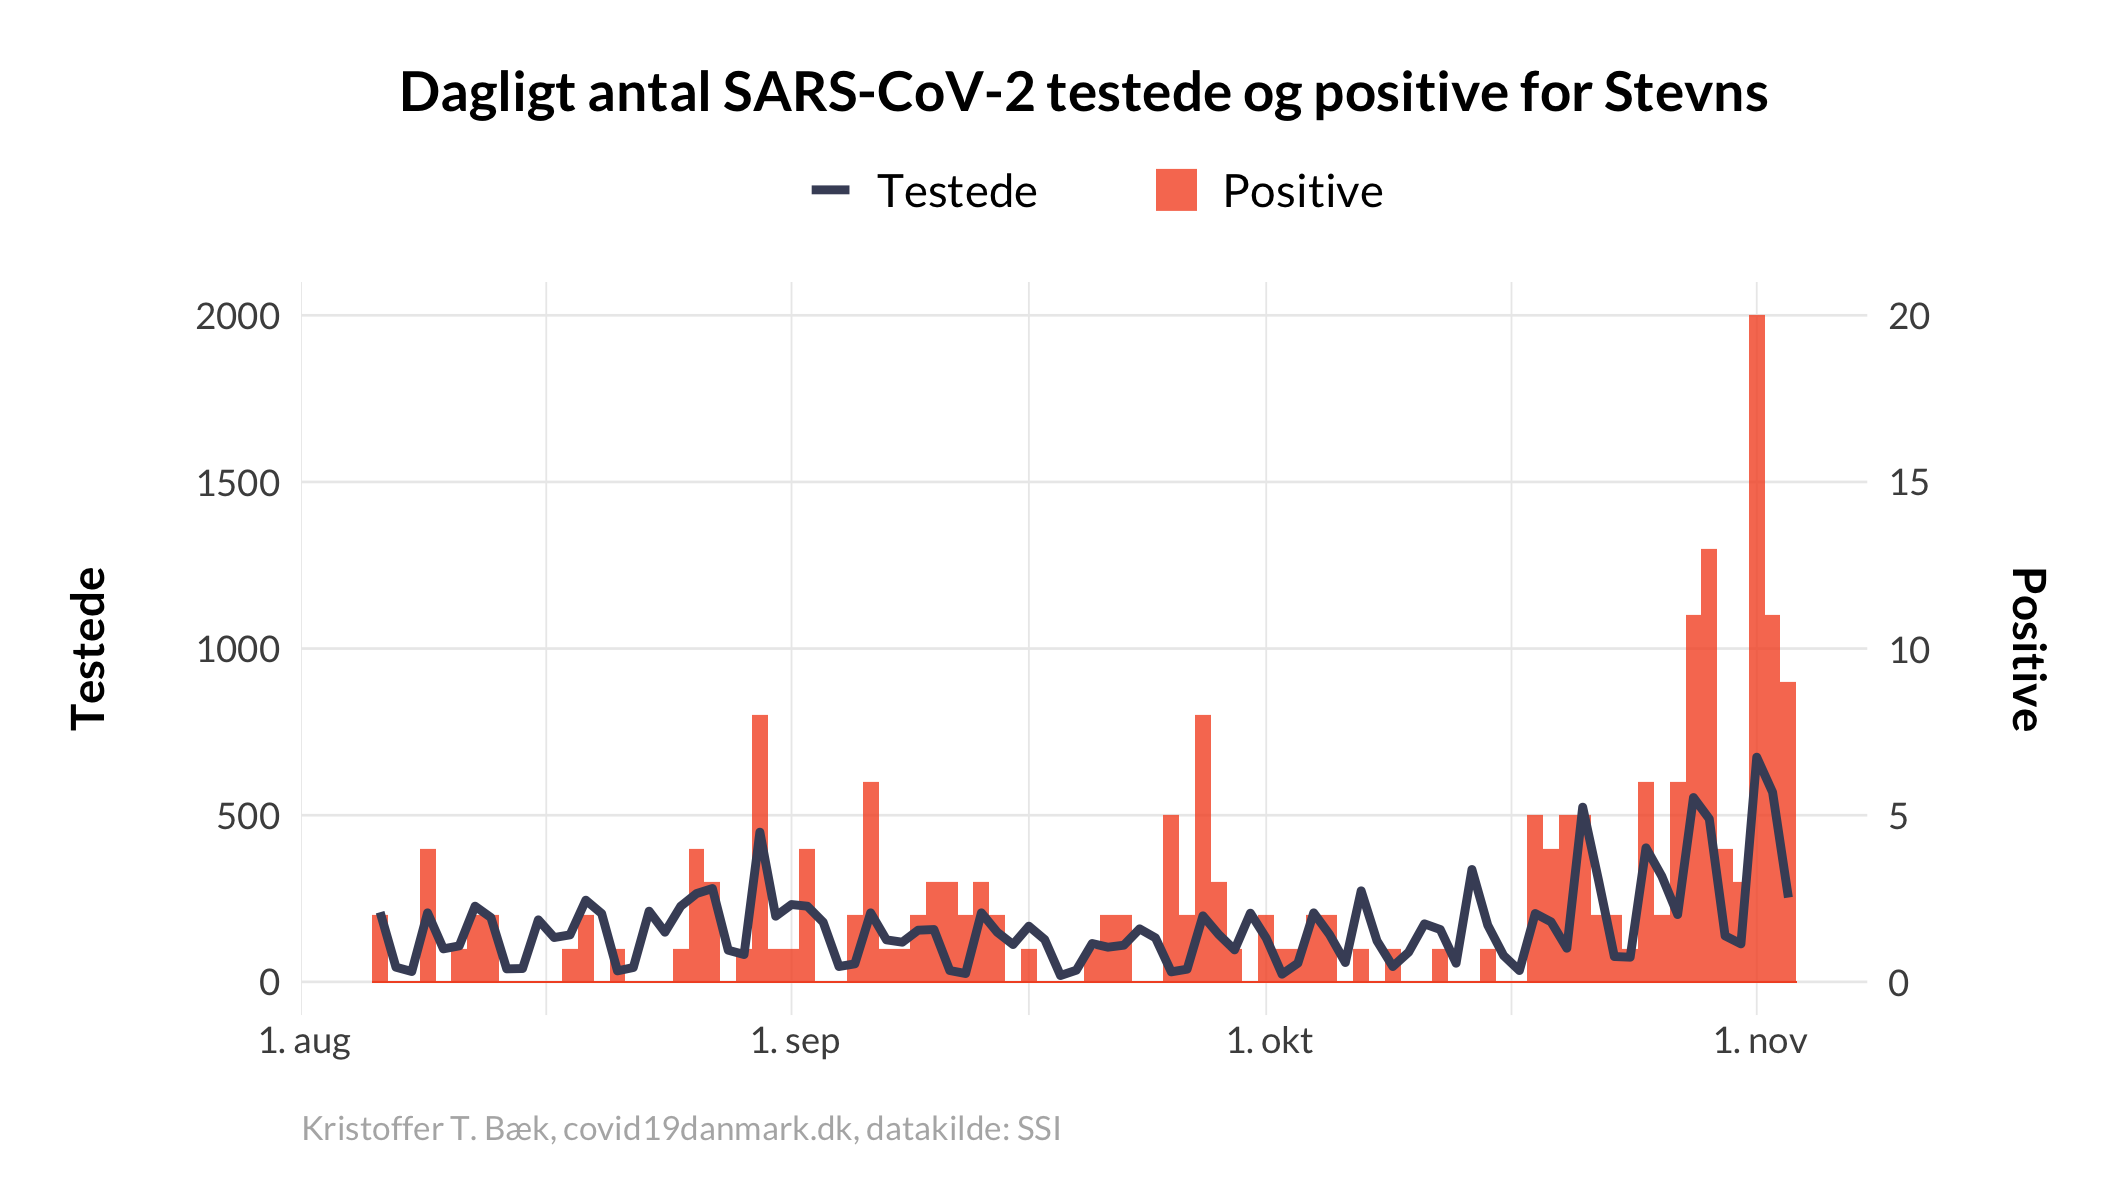 Dagligt antal SARS-CoV-2 testede og positive for Stevns
Testede
Positive
2000
1500
1000
500
0
20
15
10
5
0
Testede
Positive
1. aug
1. sep
1. okt
1. nov
Kristoffer T. Bæk, covid19danmark.dk, datakilde: SSI